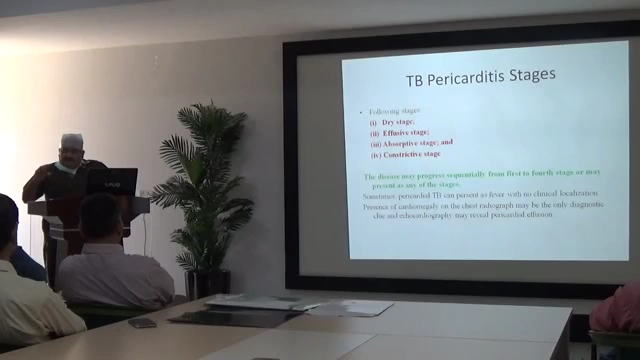 TB Pericarditis Stages
Following stages:
(i) Dry stage;
(ii) Effusive stage;
(iii) Absorptive stage; and
(iv) Constrictive stage
The disease may progress sequentially from first to fourth stage or may
present as any of the stages.
Sometimes, pericardial TB can persent as fever with no clinical localization
Presence of cardiomegaly on the chest radiograph may be the only diagnostic
clue and echocardiography may reveal pericardial effusion
VAIO